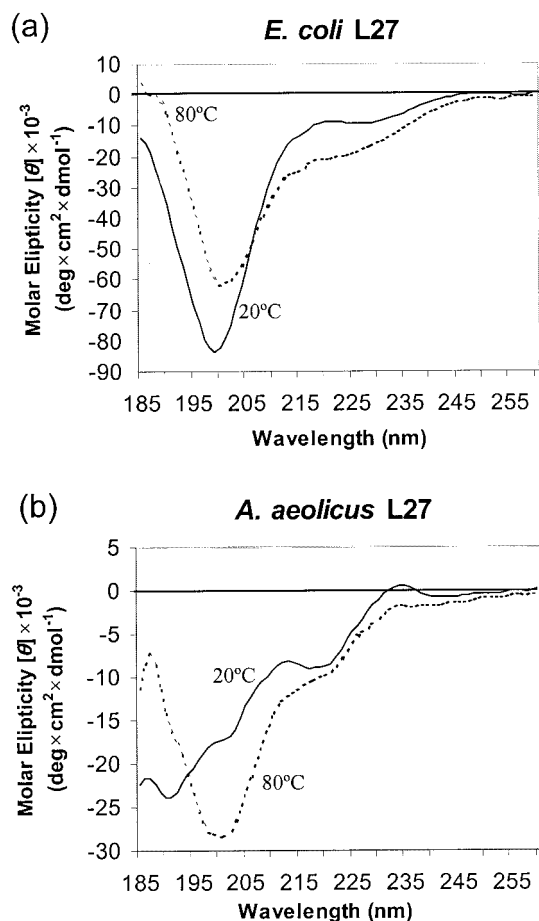 (a)
E. coli L27
Molar Elipticity [θ] × 10⁻³
(deg×cm²×dmol⁻¹)
10
0
-10
-20
-30
-40
-50
-60
-70
-80
-90
80ºC
20ºC
185 195 205 215 225 235 245 255
Wavelength (nm)
(b)
A. aeolicus L27
Molar Elipticity [θ] × 10⁻³
(deg×cm²×dmol⁻¹)
5
0
-5
-10
-15
-20
-25
-30
20ºC
80ºC
185 195 205 215 225 235 245 255
Wavelength (nm)